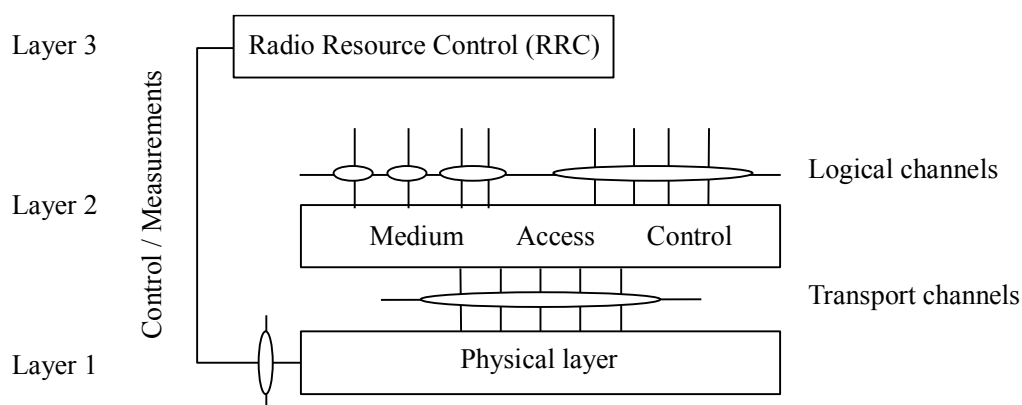 Layer 3
Radio Resource Control (RRC)
Control / Measurements
Logical channels
Layer 2
Medium Access Control
Transport channels
Layer 1
Physical layer